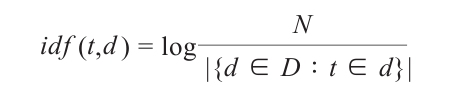 idf (t,d) = log N / |{d ∈ D : t ∈ d}|